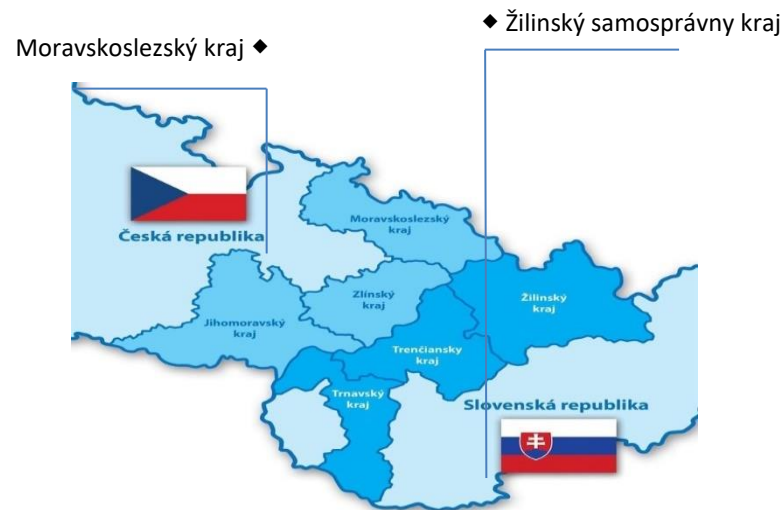 ◆ Žilinský samosprávny kraj
Moravskoslezský kraj ◆
Moravskoslezský
kraj
Česká republika
Zlínský
kraj
Žilinský
kraj
Jihomoravský
kraj
Trenčiansky
kraj
Trnavský
kraj
Slovenská republika